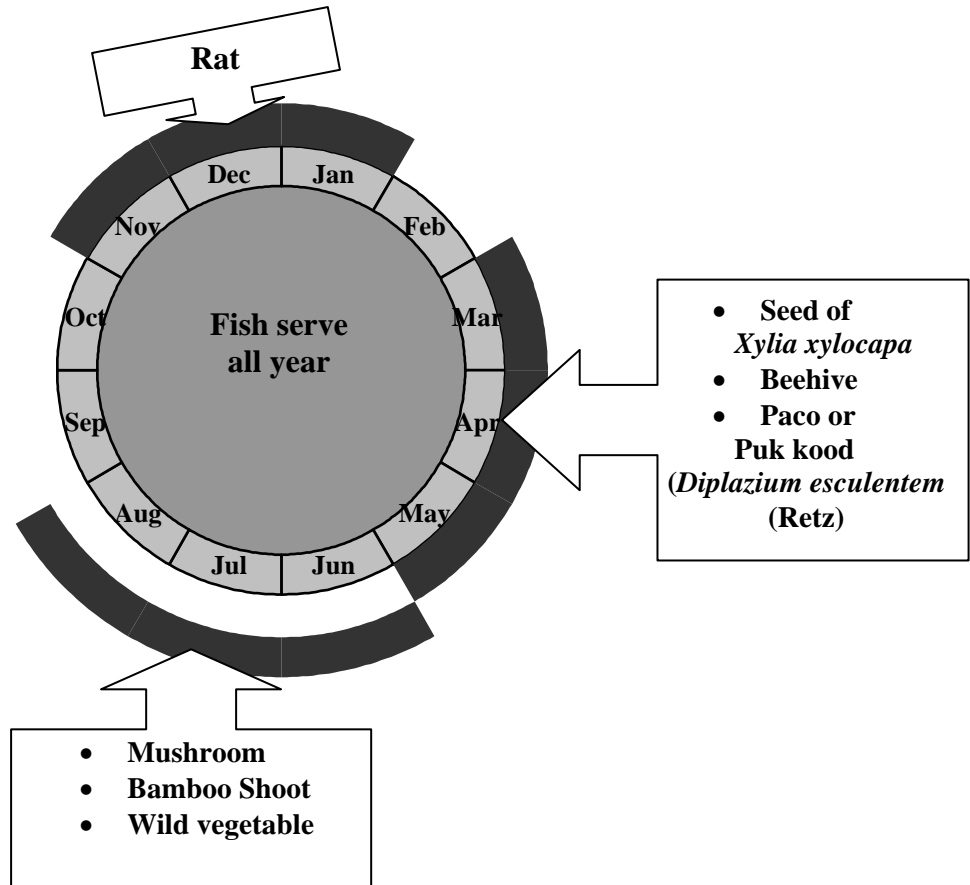 Rat
Dec
Jan
Nov
Feb
Oct
Mar
Fish serve
all year
Sep
Apr
Aug
May
Jul
Jun
• Seed of
Xylia xylocapa
• Beehive
• Paco or
Puk kood
(Diplazium esculentem
(Retz)
• Mushroom
• Bamboo Shoot
• Wild vegetable